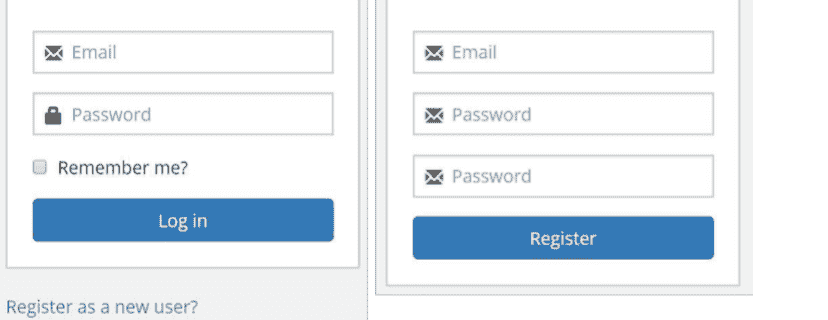 Email
Password
Remember me?
Log in
Register as a new user?
Email
Password
Password
Register